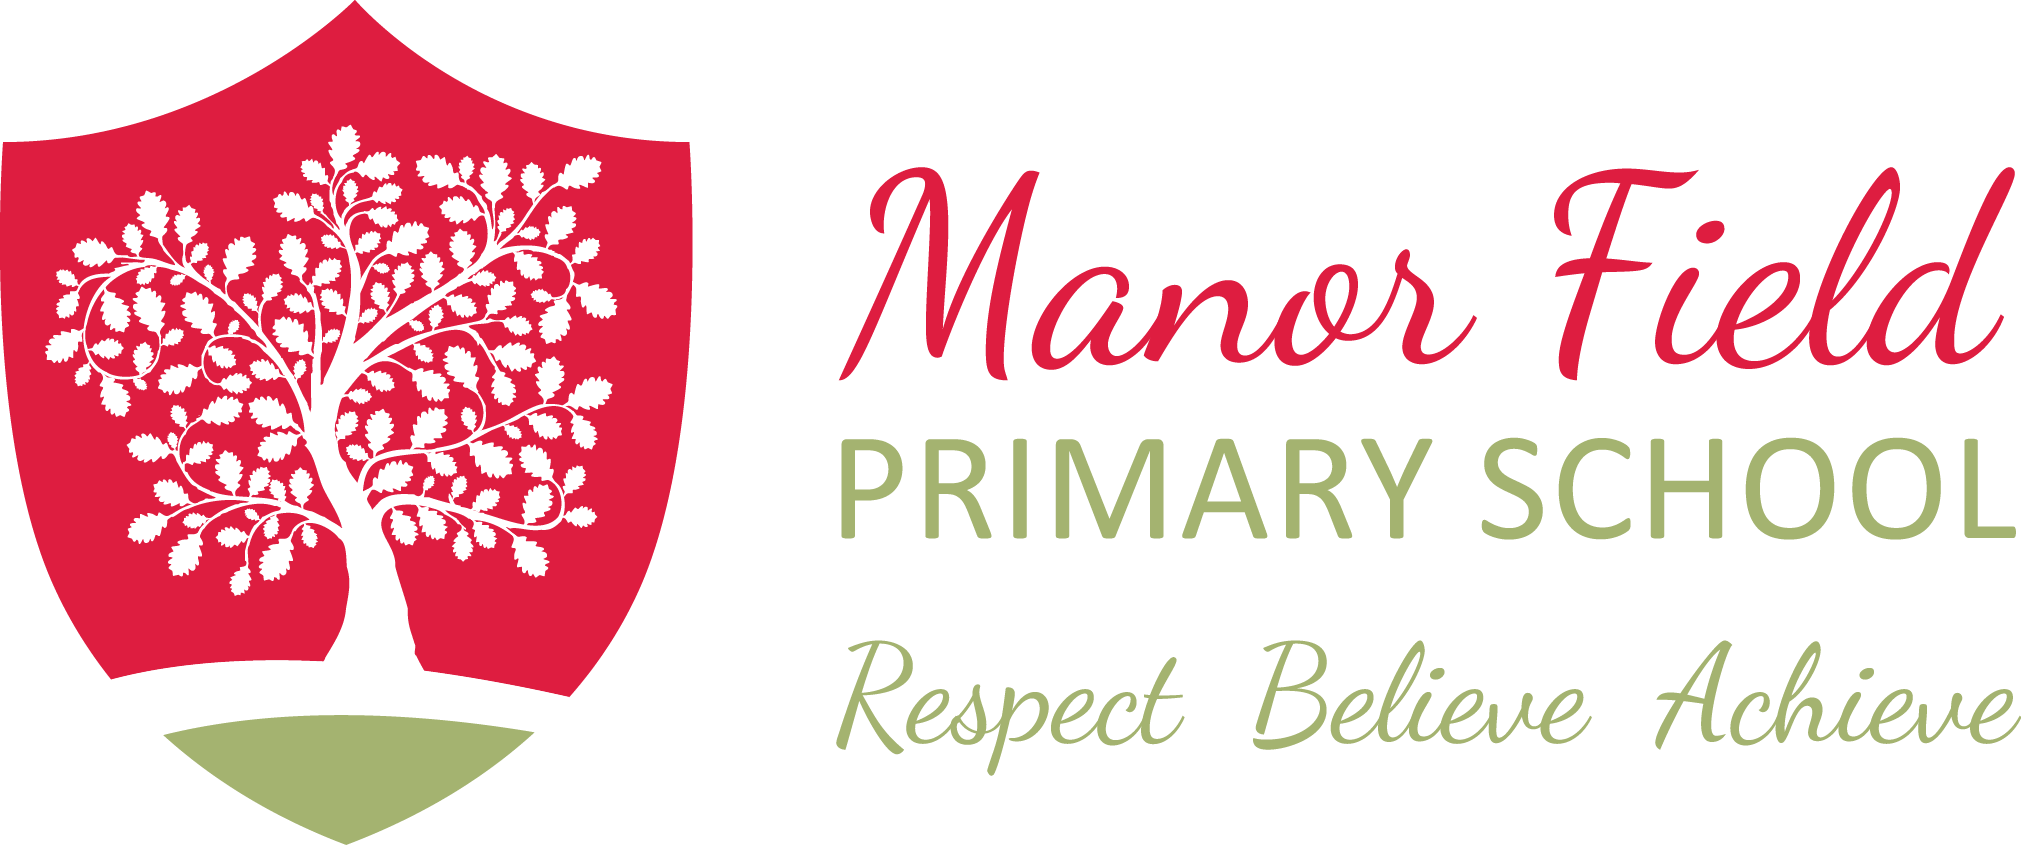 Manor Field
PRIMARY SCHOOL
Respect Believe Achieve